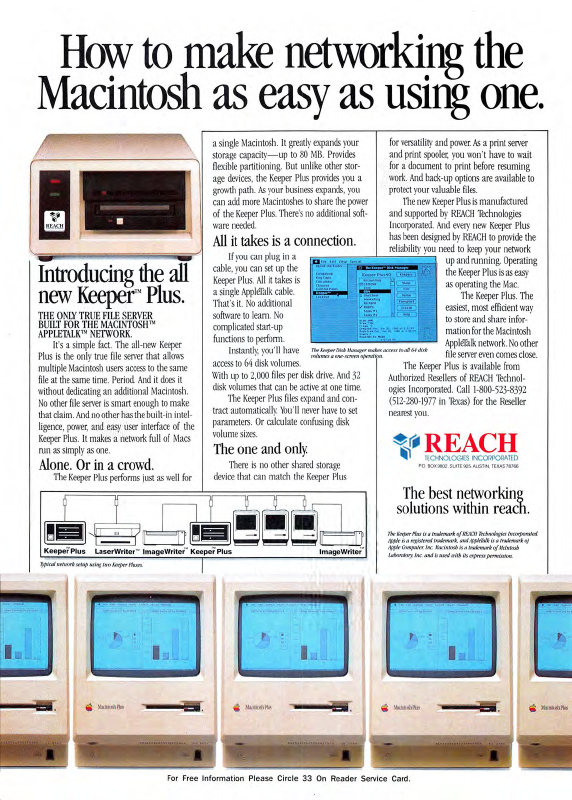 How to make networking the
Macintosh as easy as using one.
REACH
Introducing the all
new Keeper™ Plus.
THE ONLY TRUE FILE SERVER
BUILT FOR THE MACINTOSH™
APPLETALK™ NETWORK.
It's a simple fact. The all-new Keeper
Plus is the only true file server that allows
multiple Macintosh users access to the same
file at the same time. Period. And it does it
without dedicating an additional Macintosh.
No other file server is smart enough to make
that claim. And no other has the built-in intel-
ligence, power, and easy user interface of the
Keeper Plus. It makes a network full of Macs
run as simply as one.
Alone. Or in a crowd.
The Keeper Plus performs just as well for
a single Macintosh. It greatly expands your
storage capacity—up to 80 MB. Provides
flexible partitioning. But unlike other stor-
age devices, the Keeper Plus provides you a
growth path. As your business expands, you
can add more Macintoshes to share the power
of the Keeper Plus. There's no additional soft-
ware needed.
All it takes is a connection.
If you can plug in a
cable, you can set up the
Keeper Plus. All it takes is
a single AppleTalk cable.
That's it. No additional
software to learn. No
complicated start-up
functions to perform.
Instantly, you'll have
access to 64 disk volumes.
With up to 2,000 files per disk drive. And 32
disk volumes that can be active at one time.
The Keeper Plus files expand and con-
tract automatically. You'll never have to set
parameters. Or calculate confusing disk
volume sizes.
The one and only.
There is no other shared storage
device that can match the Keeper Plus
The Keeper Disk Manager makes access to all 64 disk
volumes a one-screen operation.
for versatility and power. As a print server
and print spooler, you won't have to wait
for a document to print before resuming
work. And back-up options are available to
protect your valuable files.
The new Keeper Plus is manufactured
and supported by REACH Technologies
Incorporated. And every new Keeper Plus
has been designed by REACH to provide the
reliability you need to keep your network
up and running. Operating
the Keeper Plus is as easy
as operating the Mac.
The Keeper Plus. The
easiest, most efficient way
to store and share infor-
mation for the Macintosh
AppleTalk network. No other
file server even comes close.
The Keeper Plus is available from
Authorized Resellers of REACH Technol-
ogies Incorporated. Call 1-800-523-8392
(512-280-1977 in Texas) for the Reseller
nearest you.
REACH
TECHNOLOGIES INCORPORATED
The best networking
solutions within reach.
The Keeper Plus is a trademark of REACH Technologies Incorporated.
Apple is a registered trademark, and AppleTalk is a trademark of
Apple Computer, Inc. Macintosh is a trademark of McIntosh
Laboratory, Inc. and is used with its express permission.
Keeper Plus LaserWriter™ ImageWriter™ Keeper Plus ImageWriter
Typical network setup using two Keeper Pluses.
Macintosh Plus Macintosh Plus Macintosh Plus Macintosh Plus
For Free Information Please Circle 33 On Reader Service Card.